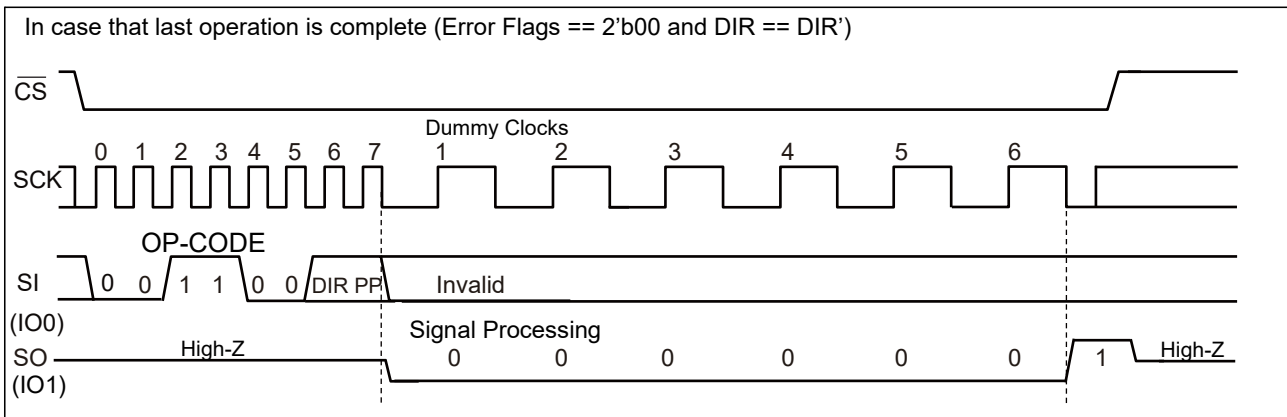 In case that last operation is complete (Error Flags == 2'b00 and DIR == DIR')
CS
Dummy Clocks
0 1 2 3 4 5 6 7 1 2 3 4 5 6
SCK
OP-CODE
SI 0 0 1 1 0 0 DIR PP Invalid
(IO0)
Signal Processing
SO High-Z 0 0 0 0 0 0 1 High-Z
(IO1)